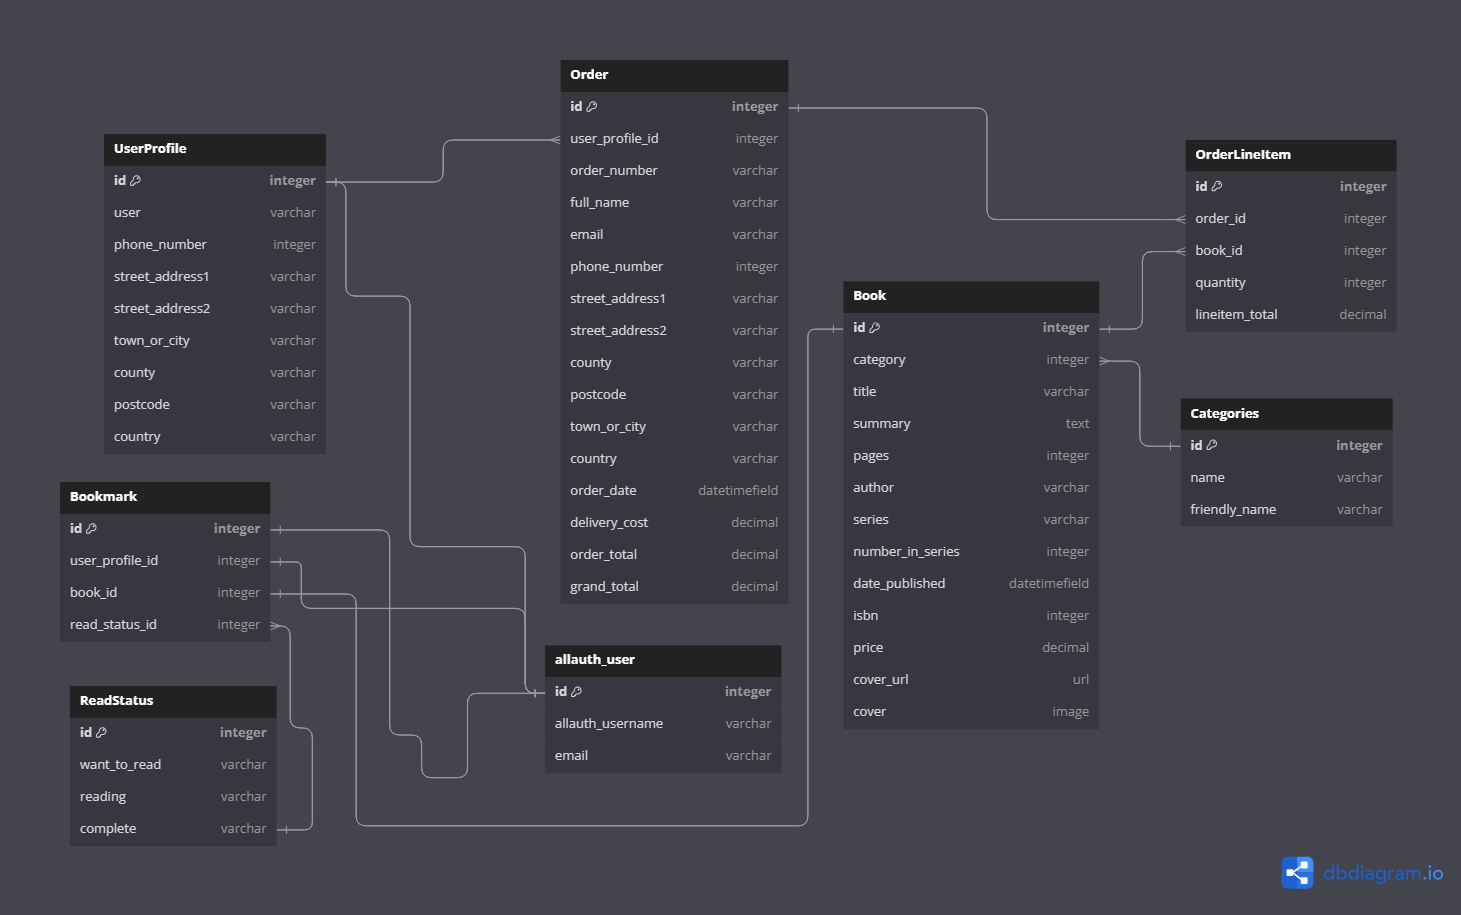 Order
id integer
user_profile_id integer
order_number varchar
full_name varchar
email varchar
phone_number integer
street_address1 varchar
street_address2 varchar
county varchar
postcode varchar
town_or_city varchar
country varchar
order_date datetimefield
delivery_cost decimal
order_total decimal
grand_total decimal
UserProfile
id integer
user varchar
phone_number integer
street_address1 varchar
street_address2 varchar
town_or_city varchar
county varchar
postcode varchar
country varchar
OrderLineItem
id integer
order_id integer
book_id integer
quantity integer
lineitem_total decimal
Book
id integer
category integer
title varchar
summary text
pages integer
author varchar
series varchar
number_in_series integer
date_published datetimefield
isbn integer
price decimal
cover_url url
cover image
Categories
id integer
name varchar
friendly_name varchar
Bookmark
id integer
user_profile_id integer
book_id integer
read_status_id integer
allauth_user
id integer
allauth_username varchar
email varchar
ReadStatus
id integer
want_to_read varchar
reading varchar
complete varchar
dbdiagram.io